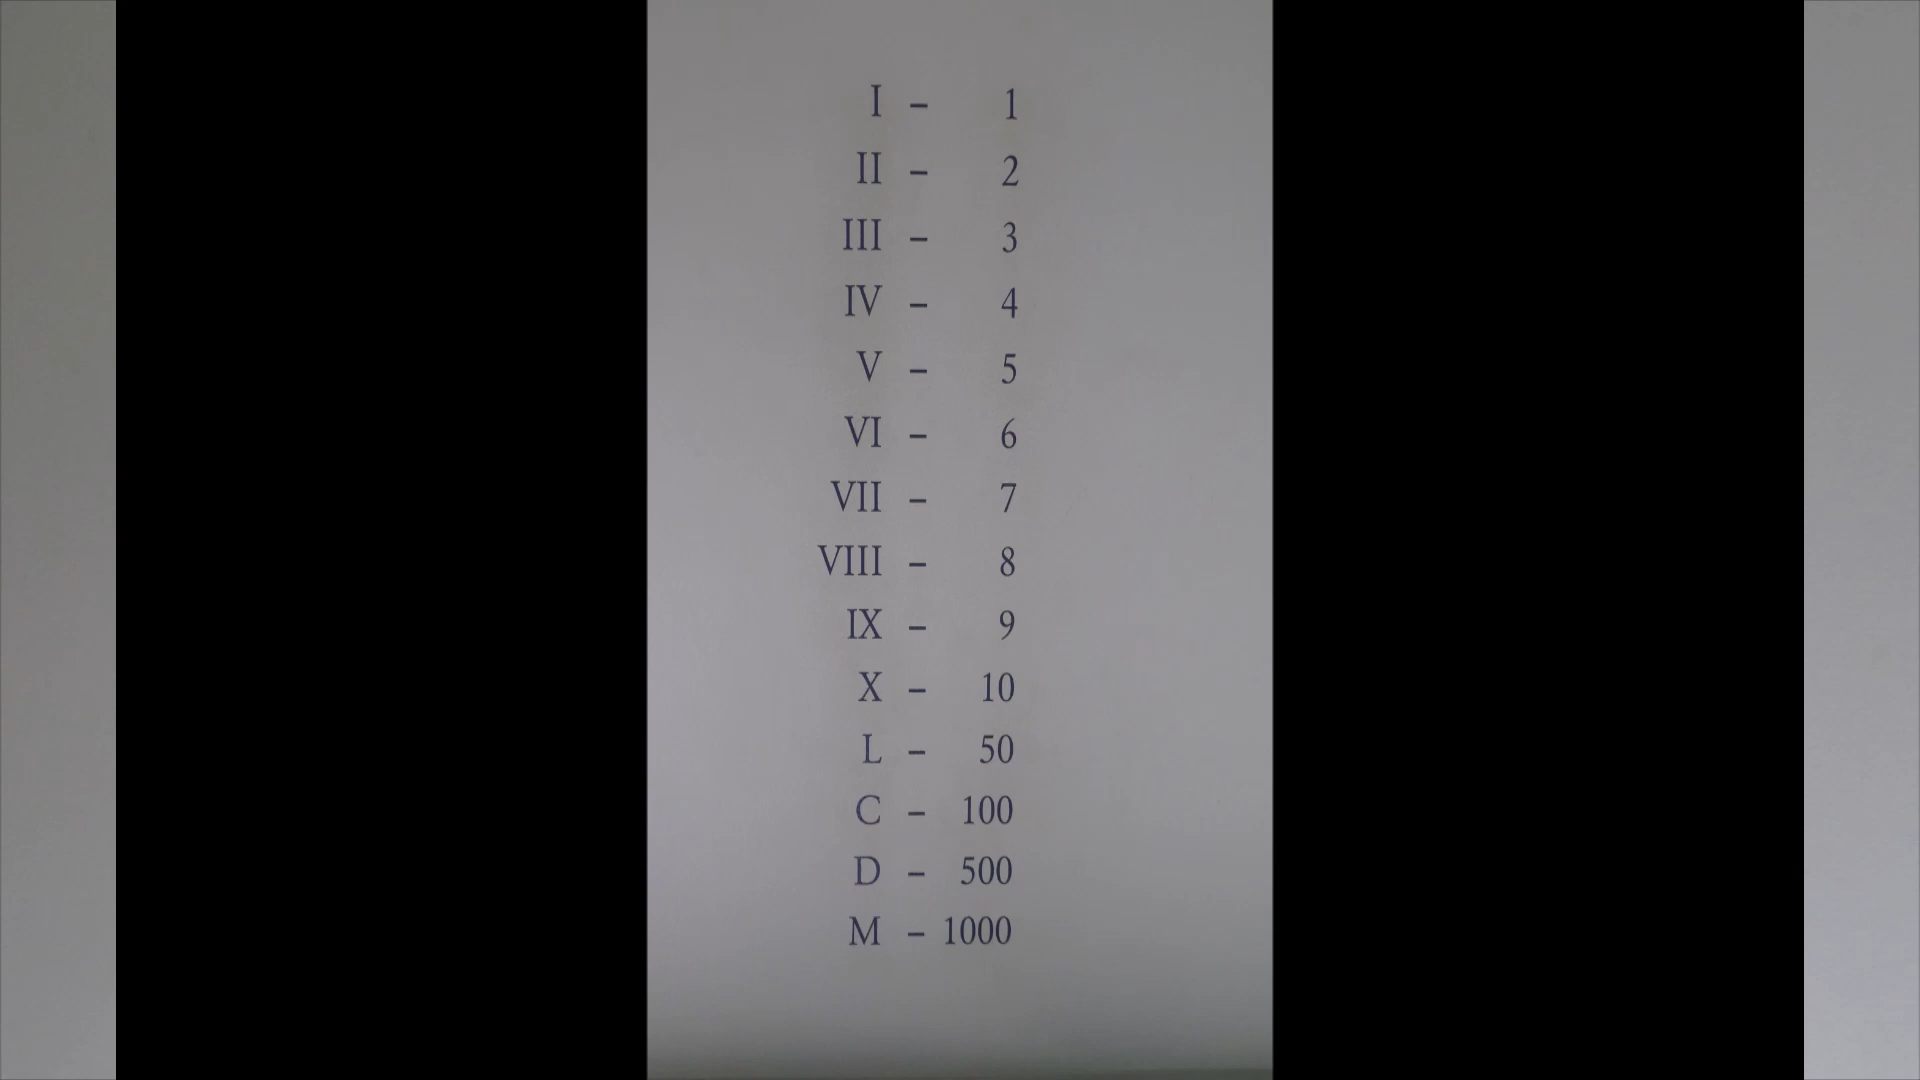 I – 1
II – 2
III – 3
IV – 4
V – 5
VI – 6
VII – 7
VIII – 8
IX – 9
X – 10
L – 50
C – 100
D – 500
M – 1000